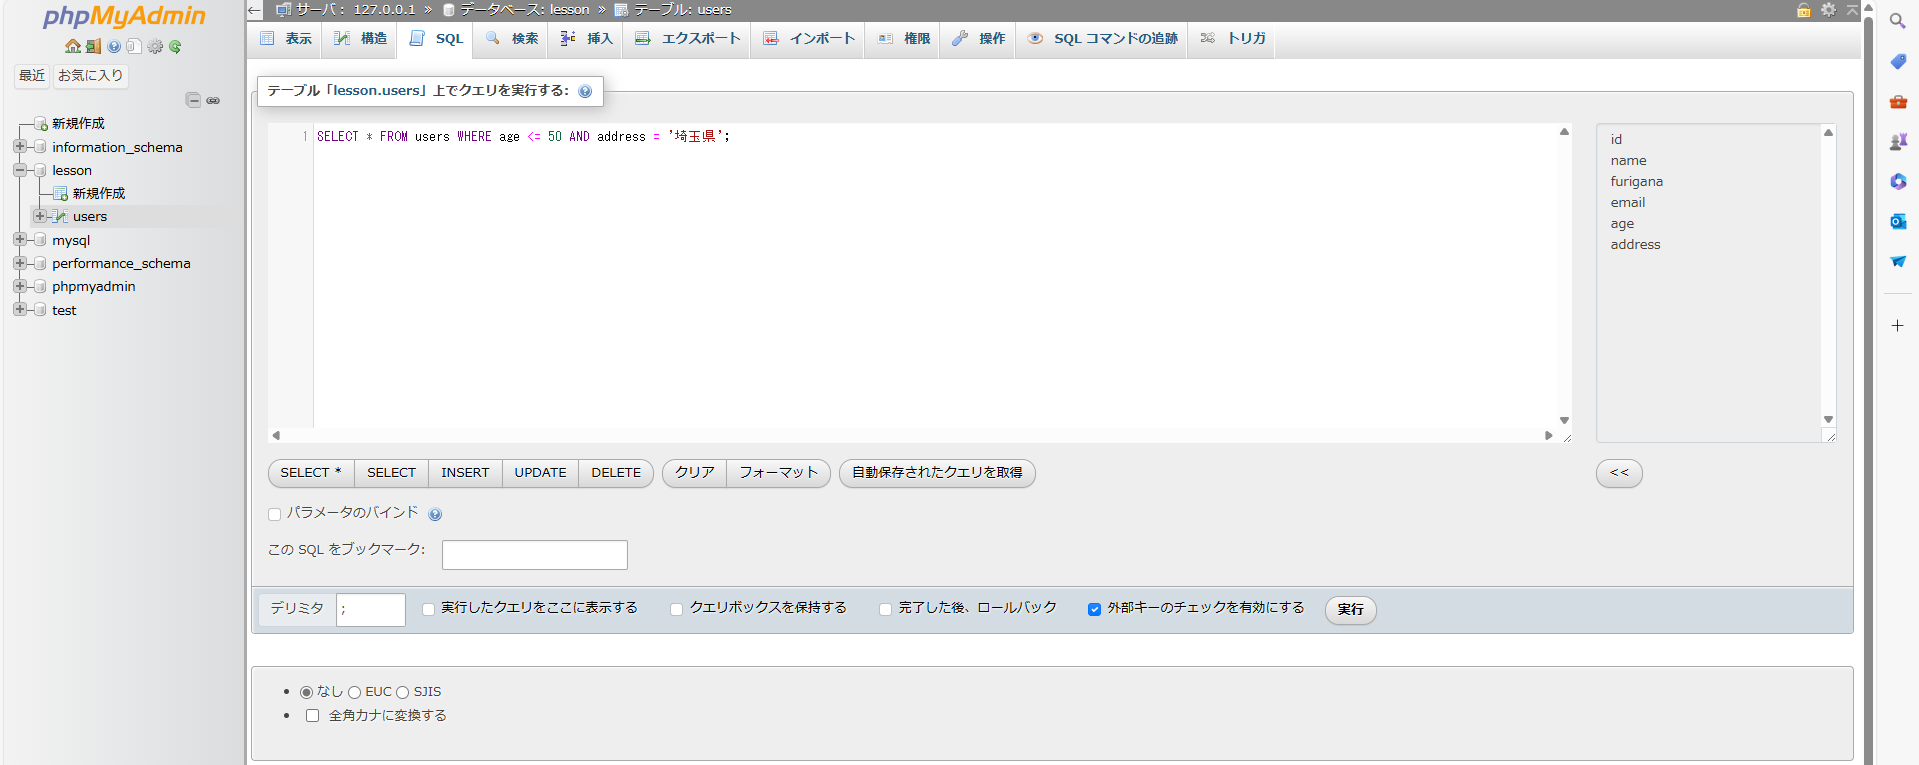 phpMyAdmin
最近 お気に入り
新規作成
information_schema
lesson
新規作成
users
mysql
performance_schema
phpmyadmin
test
サーバ: 127.0.0.1 » データベース: lesson » テーブル: users
表示 構造 SQL 検索 挿入 エクスポート インポート 権限 操作 SQL コマンドの追跡 トリガ
テーブル「lesson.users」上でクエリを実行する:
1 SELECT * FROM users WHERE age <= 50 AND address = '埼玉県';
id
name
furigana
email
age
address
SELECT * SELECT INSERT UPDATE DELETE クリア フォーマット 自動保存されたクエリを取得 <<
パラメータのバインド
この SQL をブックマーク:
デリミタ ; 実行したクエリをここに表示する クエリボックスを保持する 完了した後、ロールバック 外部キーのチェックを有効にする 実行
なし EUC SJIS
全角カナに変換する